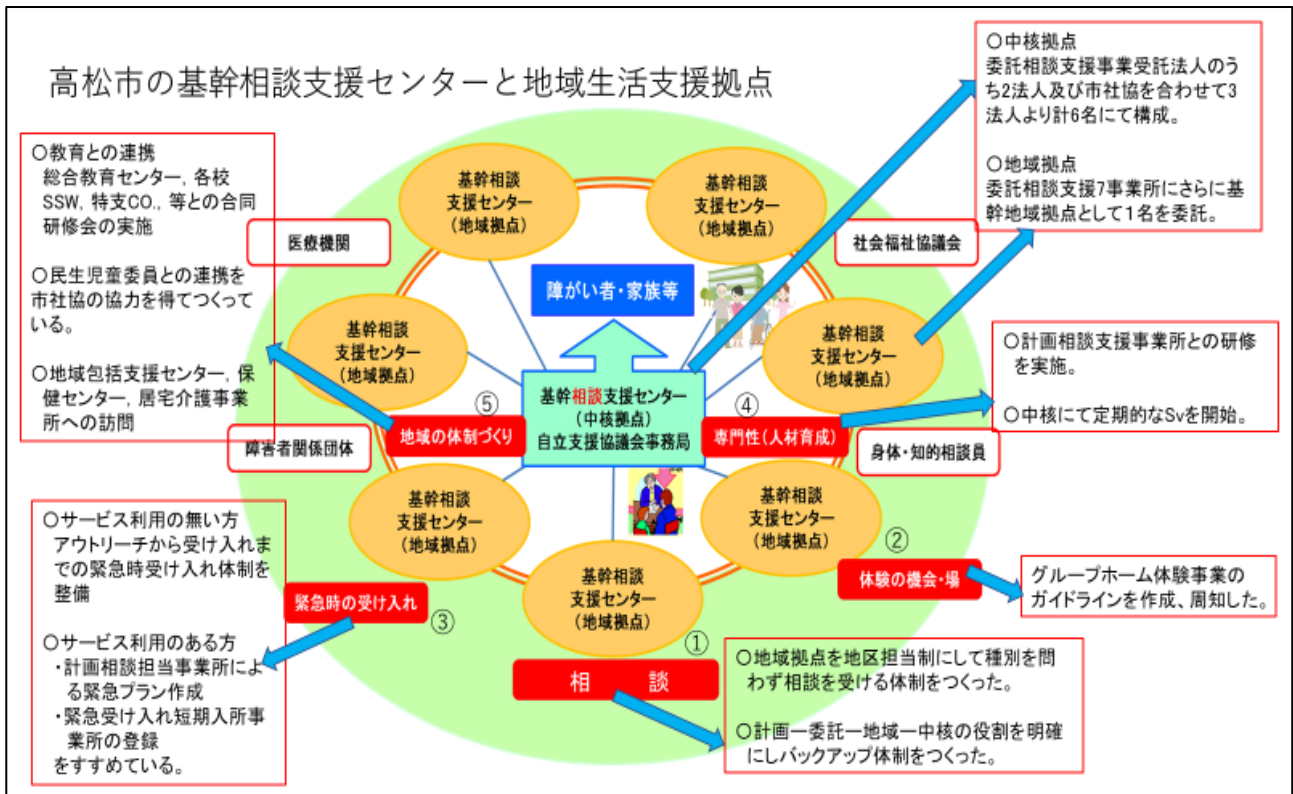 高松市の基幹相談支援センターと地域生活支援拠点
〇中核拠点
委託相談支援事業受託法人のう
ち2法人及び市社協を合わせて3
法人より計6名にて構成。
〇地域拠点
委託相談支援7事業所にさらに基
幹地域拠点として1名を委託。
〇教育との連携
総合教育センター, 各校
SSW, 特支CO., 等との合同
研修会の実施
〇民生児童委員との連携を
市社協の協力を得てつくって
いる。
〇地域包括支援センター, 保
健センター, 居宅介護事業
所への訪問
基幹相談
支援センター
(地域拠点)
基幹相談
支援センター
(地域拠点)
医療機関
社会福祉協議会
障がい者・家族等
基幹相談
支援センター
(地域拠点)
基幹相談
支援センター
(地域拠点)
〇計画相談支援事業所との研修
を実施。
〇中核にて定期的なSvを開始。
基幹相談支援センター
(中核拠点)
自立支援協議会事務局
⑤
地域の体制づくり
④
専門性(人材育成)
障害者関係団体
身体・知的相談員
基幹相談
支援センター
(地域拠点)
基幹相談
支援センター
(地域拠点)
基幹相談
支援センター
(地域拠点)
②
体験の機会・場
グループホーム体験事業の
ガイドラインを作成、周知した。
〇サービス利用の無い方
アウトリーチから受け入れま
での緊急時受け入れ体制を
整備
〇サービス利用のある方
・計画相談担当事業所によ
る緊急プラン作成
・緊急受け入れ短期入所事
業所の登録
をすすめている。
緊急時の受け入れ
③
①
相 談
〇地域拠点を地区担当制にして種別を問
わず相談を受ける体制をつくった。
〇計画ー委託ー地域ー中核の役割を明確
にしバックアップ体制をつくった。